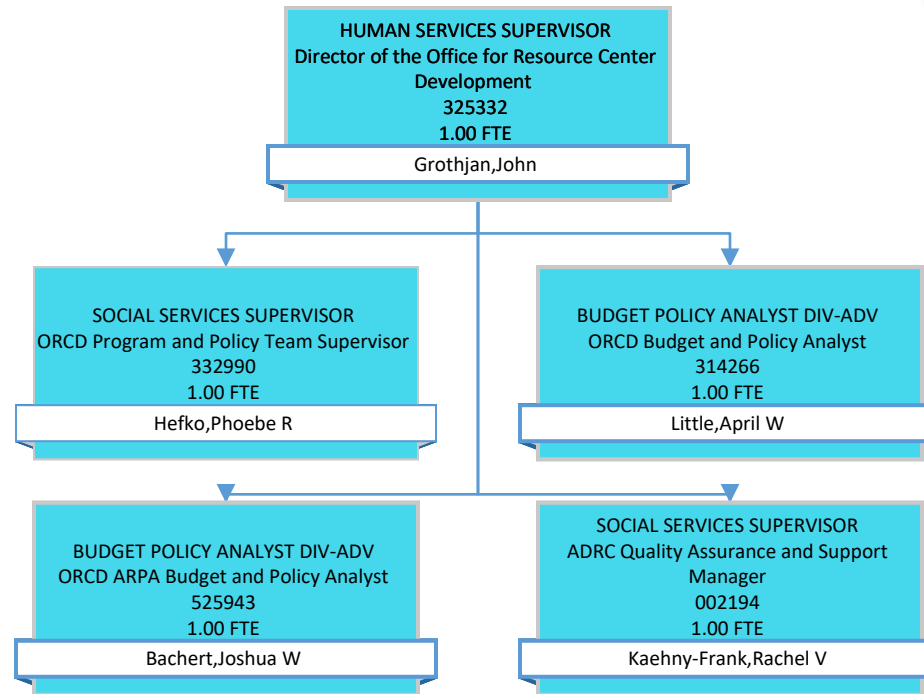 HUMAN SERVICES SUPERVISOR
Director of the Office for Resource Center
Development
325332
1.00 FTE
Grothjan,John
SOCIAL SERVICES SUPERVISOR
ORCD Program and Policy Team Supervisor
332990
1.00 FTE
Hefko,Phoebe R
BUDGET POLICY ANALYST DIV-ADV
ORCD Budget and Policy Analyst
314266
1.00 FTE
Little,April W
BUDGET POLICY ANALYST DIV-ADV
ORCD ARPA Budget and Policy Analyst
525943
1.00 FTE
Bachert,Joshua W
SOCIAL SERVICES SUPERVISOR
ADRC Quality Assurance and Support
Manager
002194
1.00 FTE
Kaehny-Frank,Rachel V